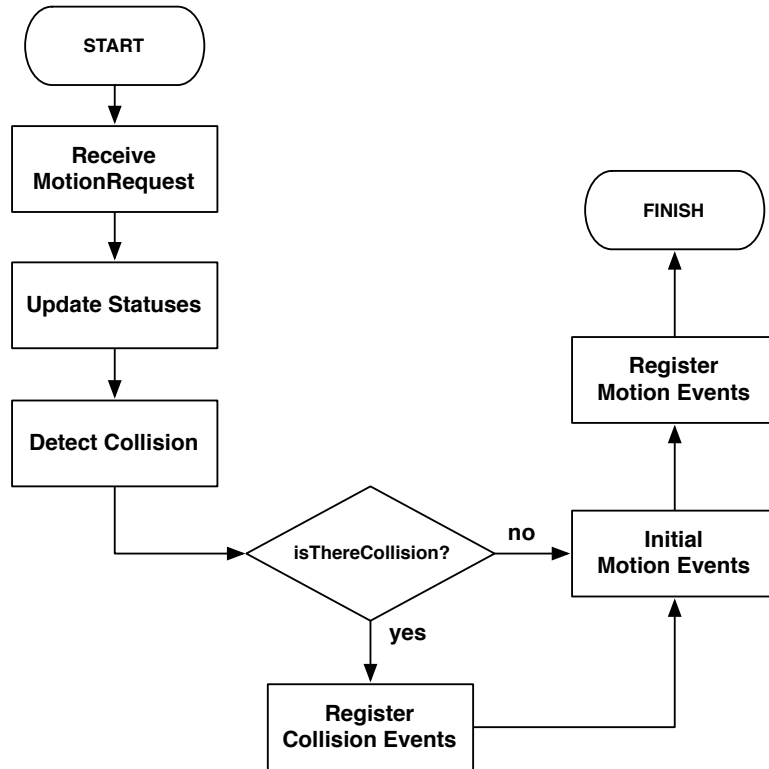 START
Receive
MotionRequest
Update Statuses
Detect Collision
isThereCollision?
no
yes
Register
Collision Events
Initial
Motion Events
Register
Motion Events
FINISH